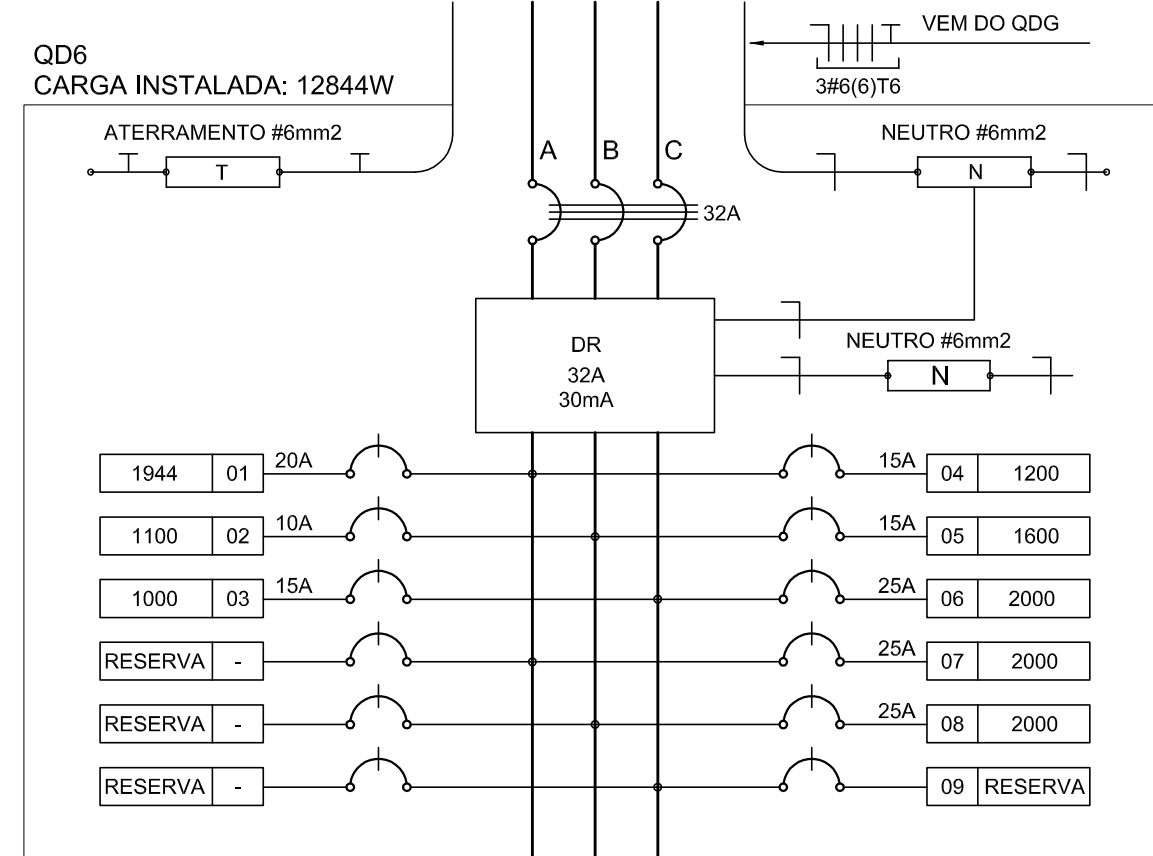 VEM DO QDG
QD6
CARGA INSTALADA: 12844W
3#6(6)T6
ATERRAMENTO #6mm2
NEUTRO #6mm2
A B C
T
N
32A
DR
32A
30mA
NEUTRO #6mm2
N
1944 01 20A 15A 04 1200
1100 02 10A 15A 05 1600
1000 03 15A 25A 06 2000
RESERVA - 25A 07 2000
RESERVA - 25A 08 2000
RESERVA - 09 RESERVA